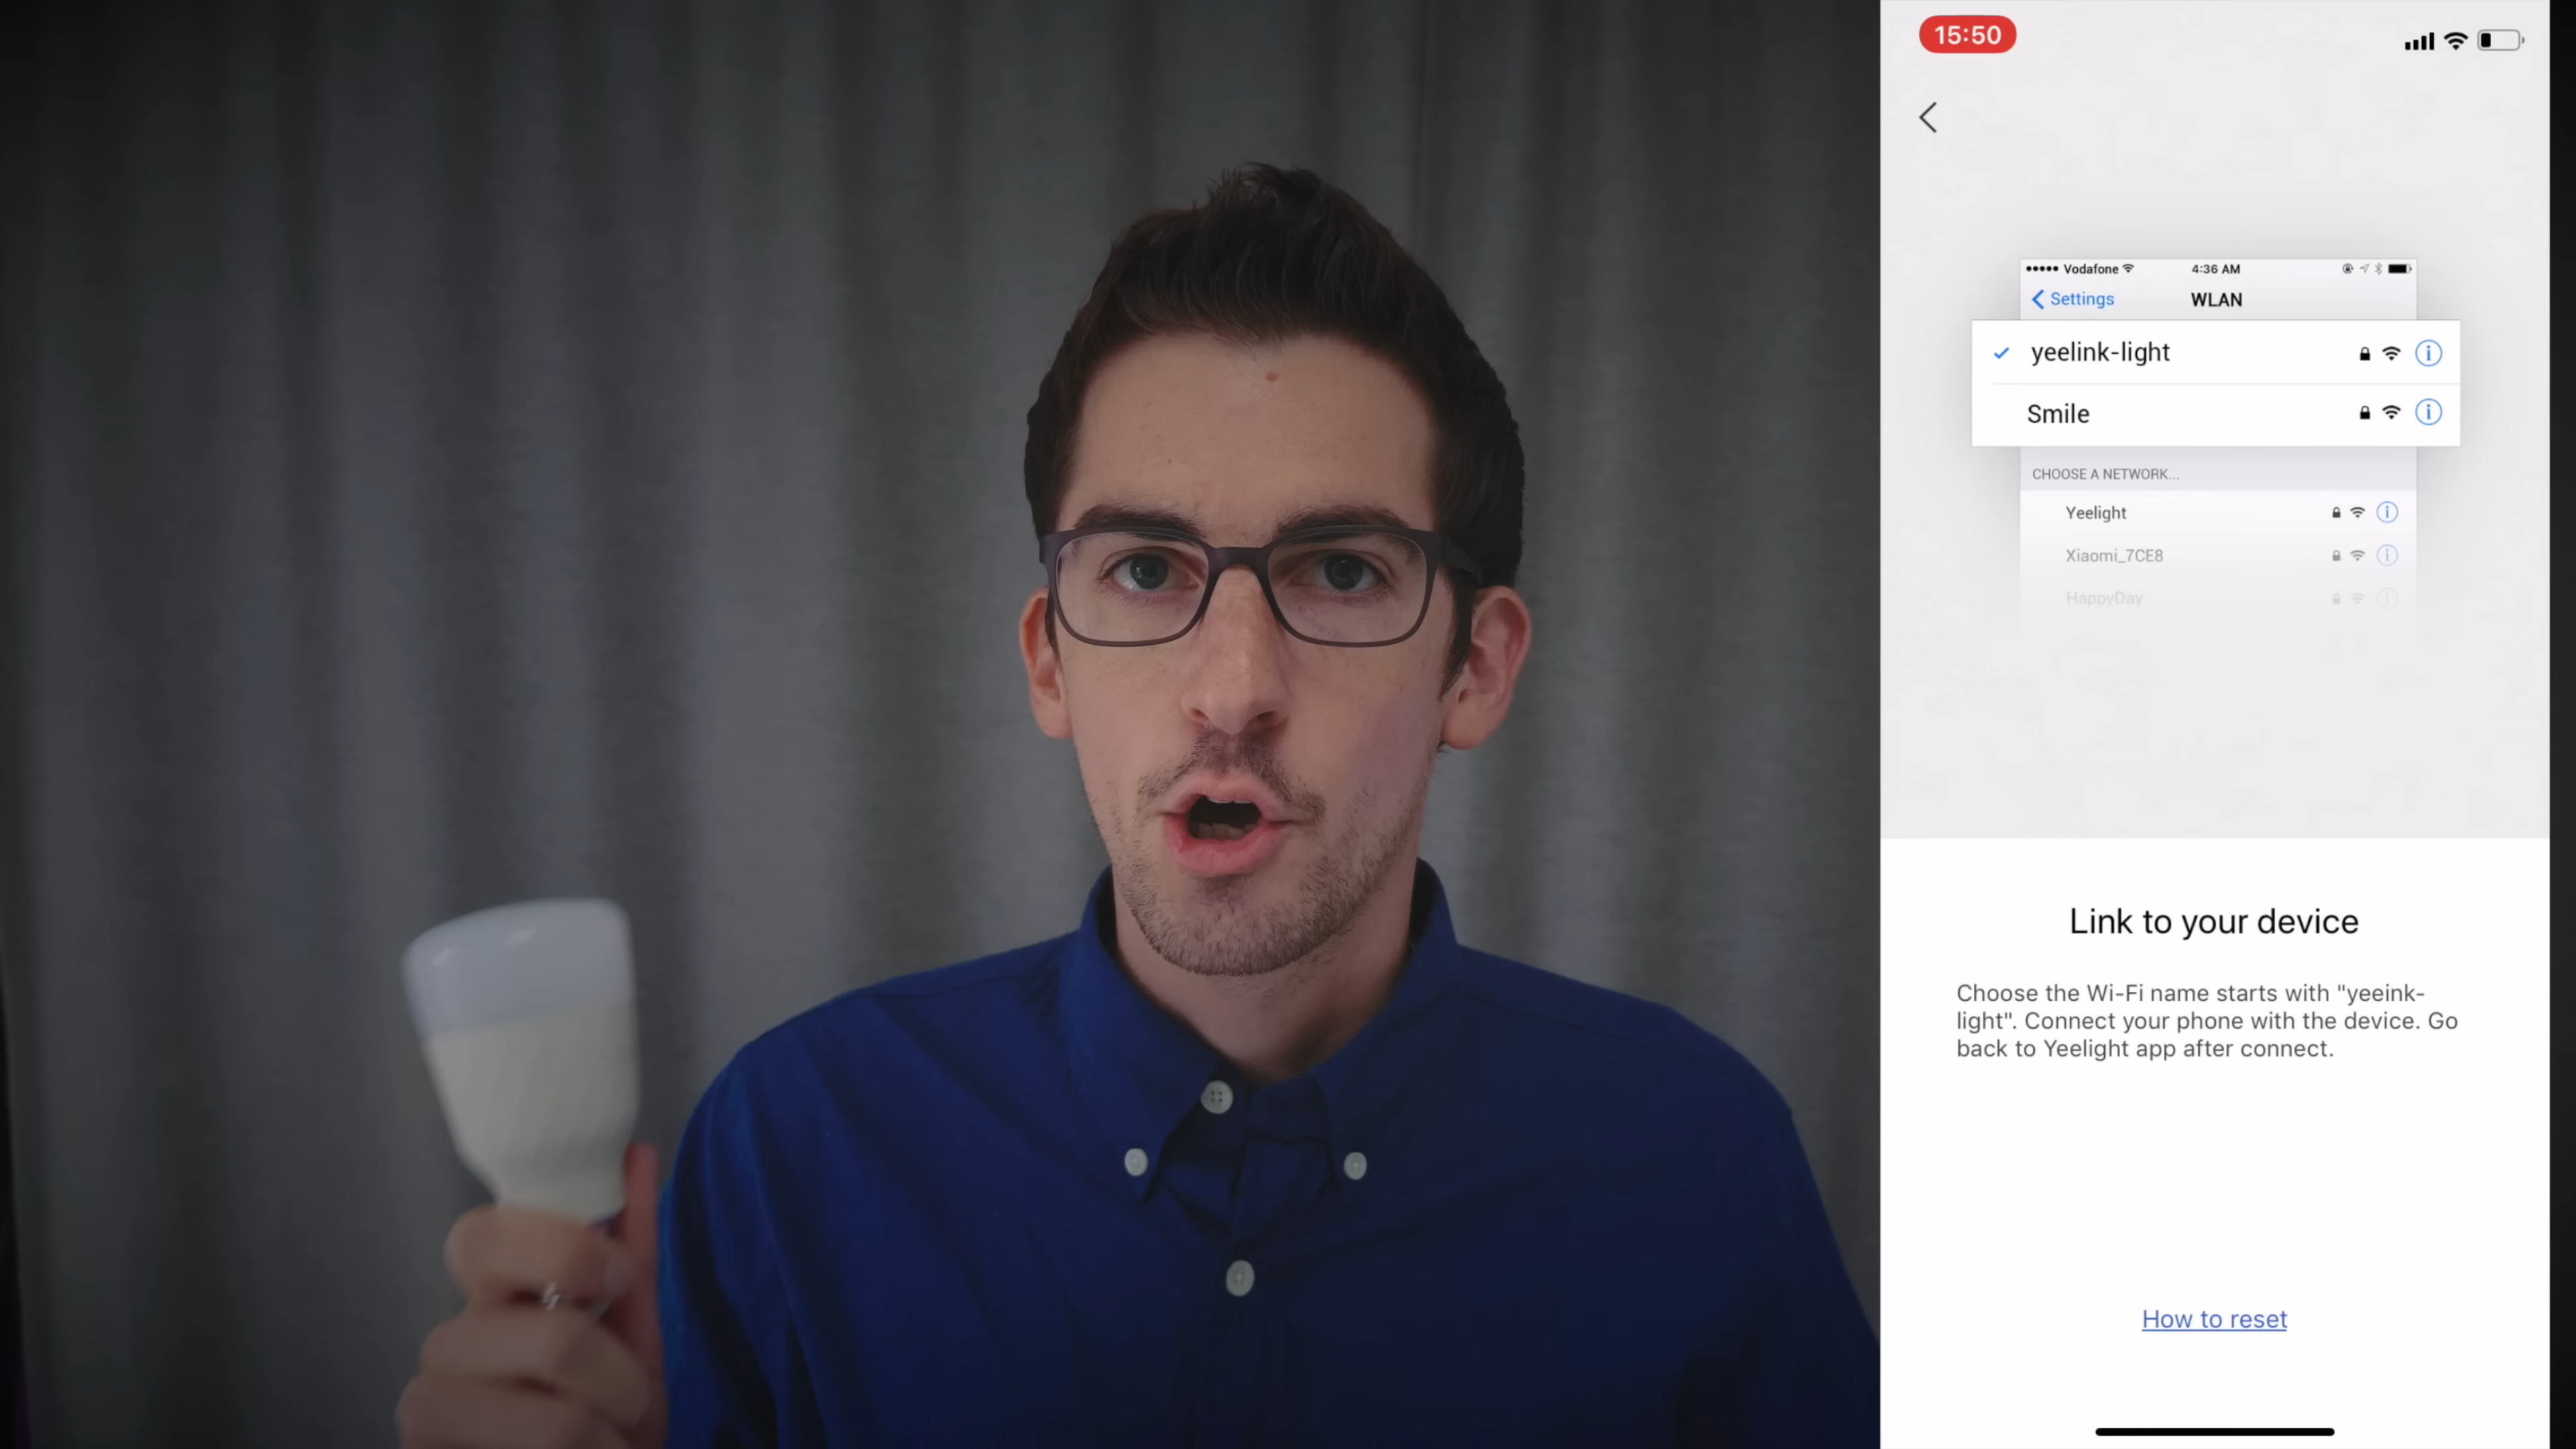 15:50
Vodafone
4:36 AM
Settings
WLAN
yeelink-light
Smile
CHOOSE A NETWORK...
Yeelight
Xiaomi_7CE8
HappyDay
Link to your device
Choose the Wi-Fi name starts with "yeeink-
light". Connect your phone with the device. Go
back to Yeelight app after connect.
How to reset